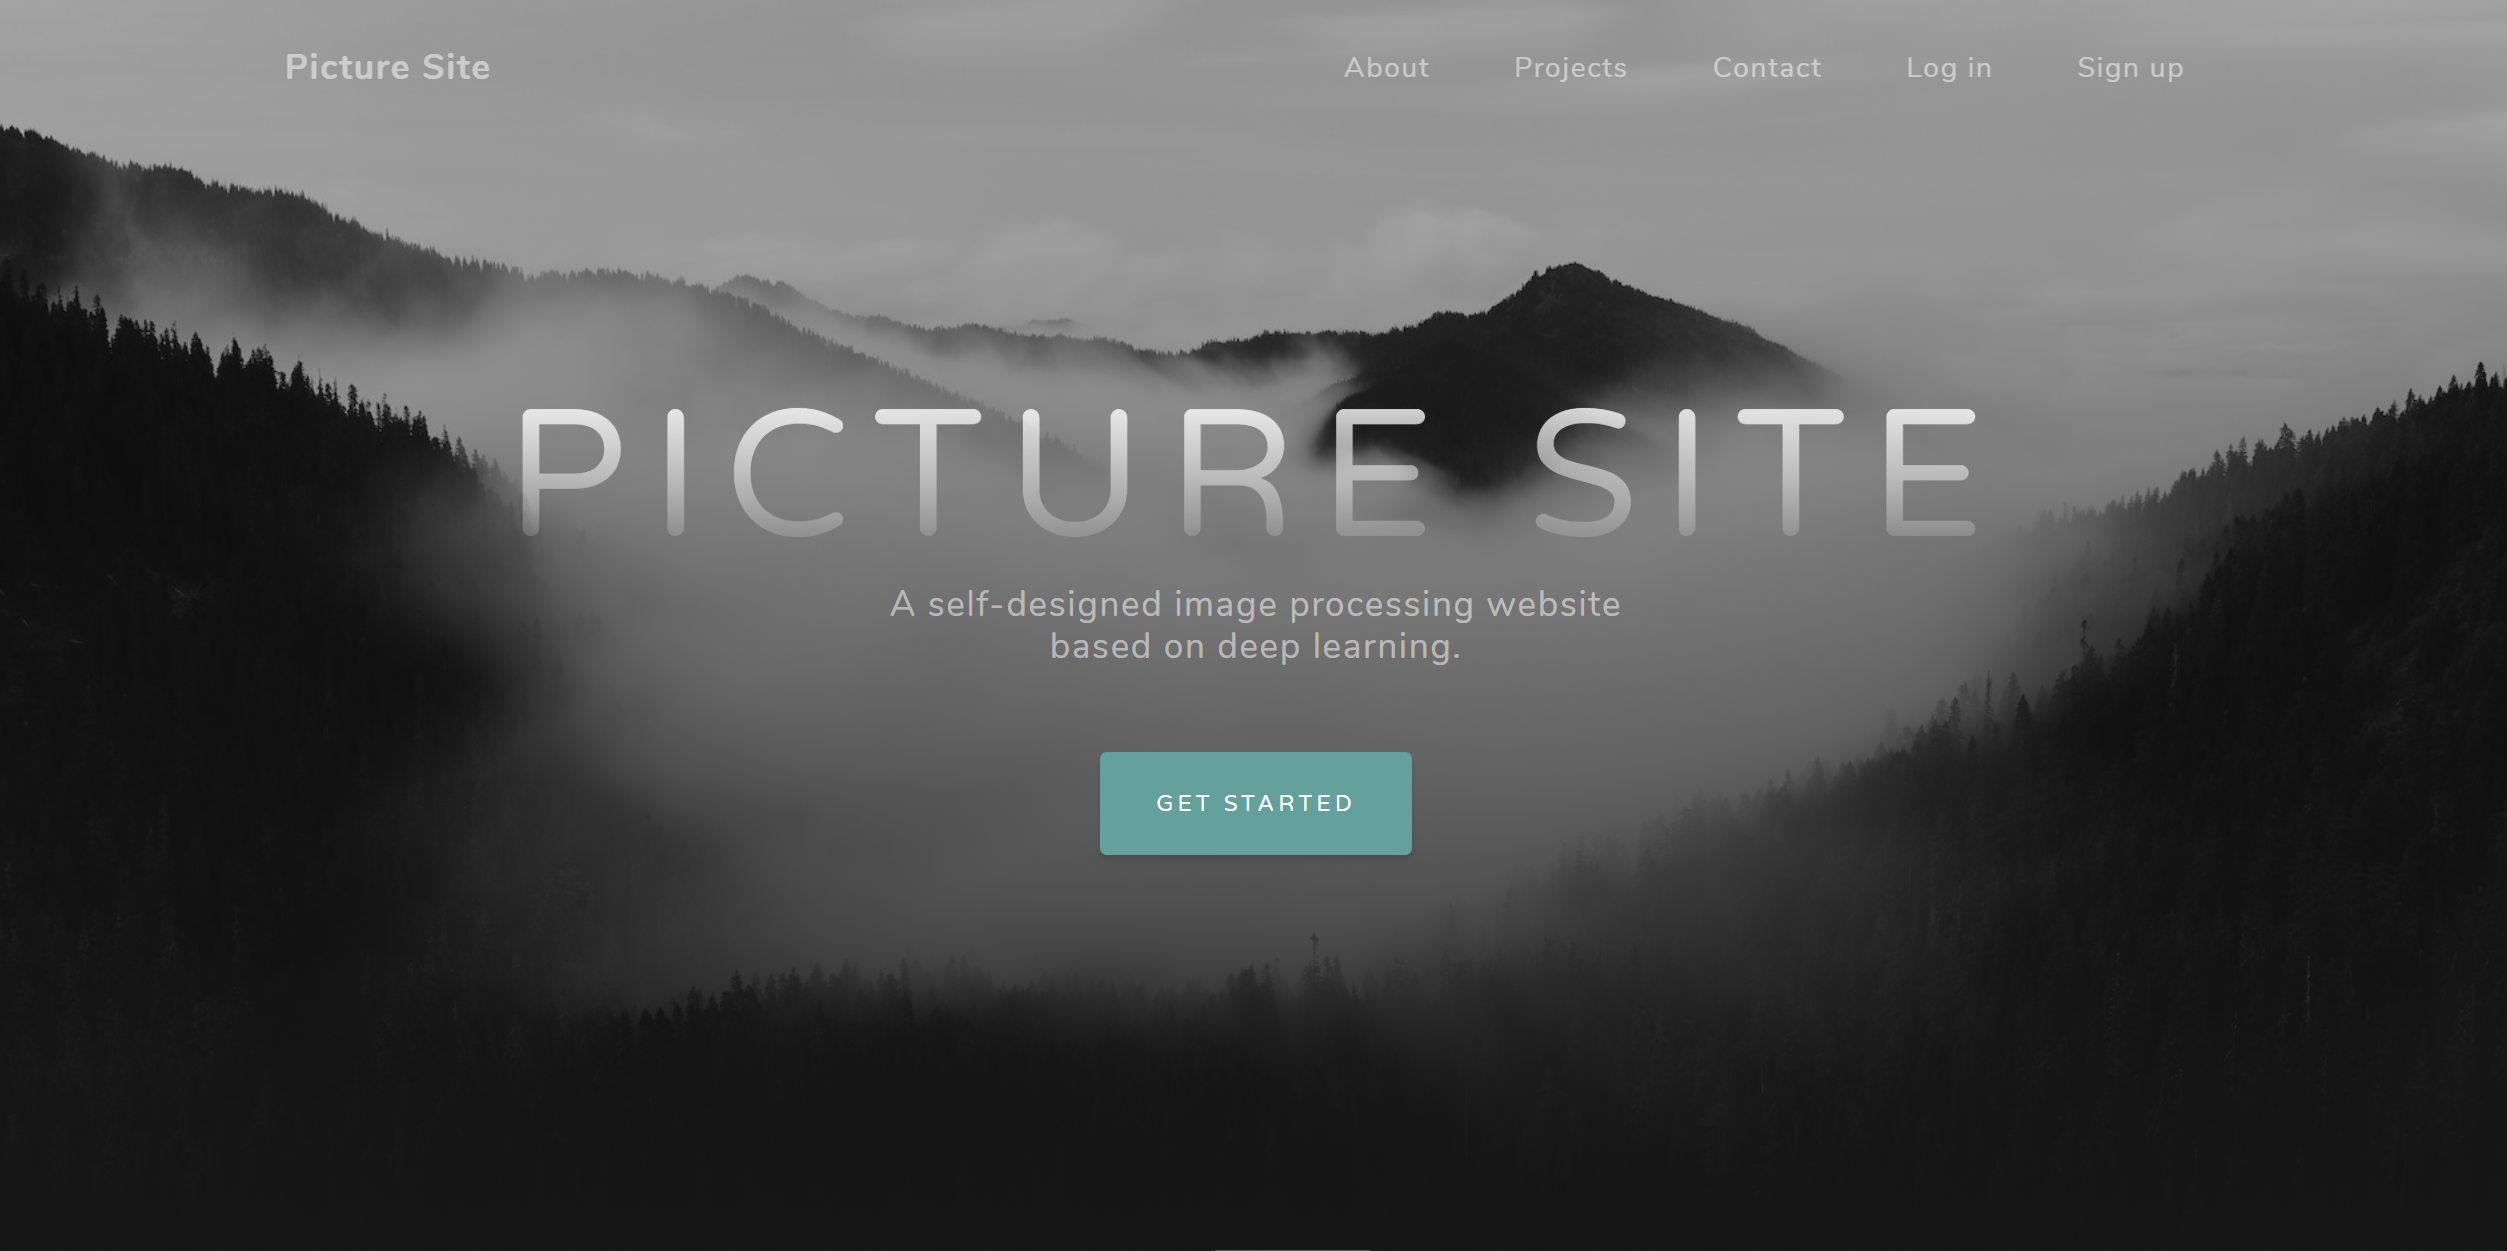 Picture Site
About Projects Contact Log in Sign up
PICTURE SITE
A self-designed image processing website
based on deep learning.
GET STARTED